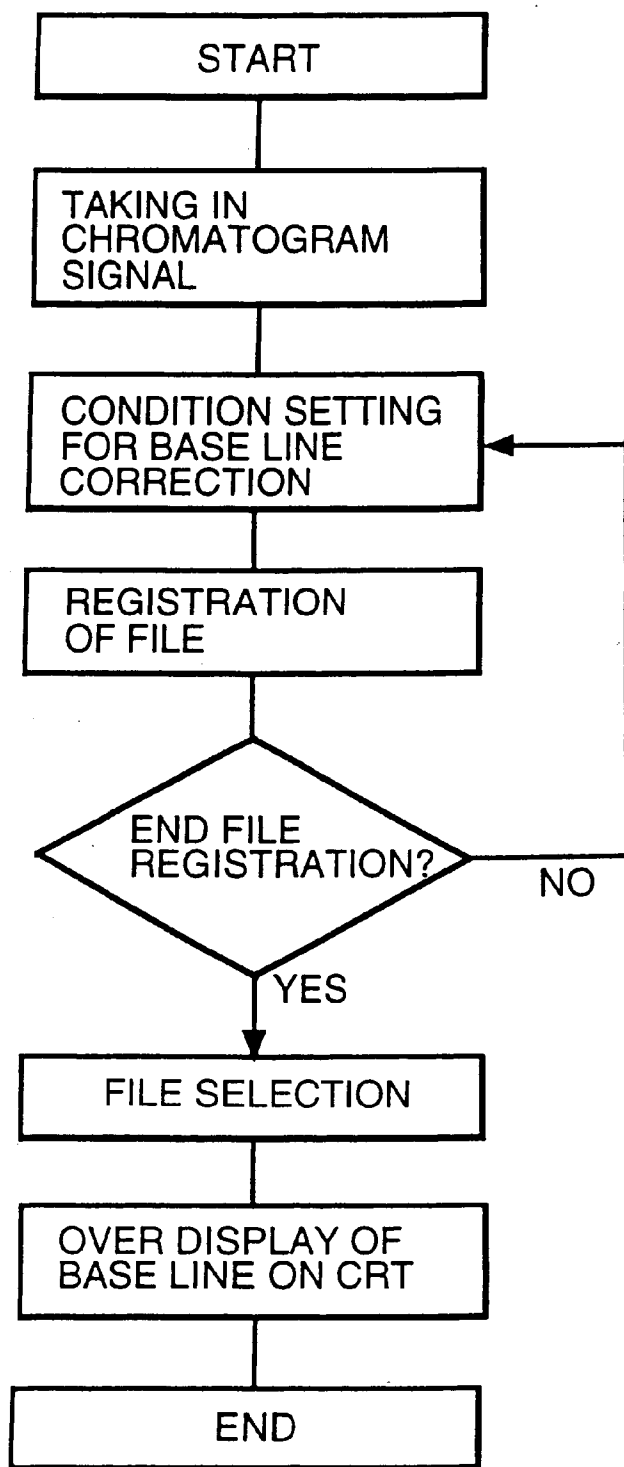 START
TAKING IN
CHROMATOGRAM
SIGNAL
CONDITION SETTING
FOR BASE LINE
CORRECTION
REGISTRATION
OF FILE
END FILE
REGISTRATION?
NO
YES
FILE SELECTION
OVER DISPLAY OF
BASE LINE ON CRT
END